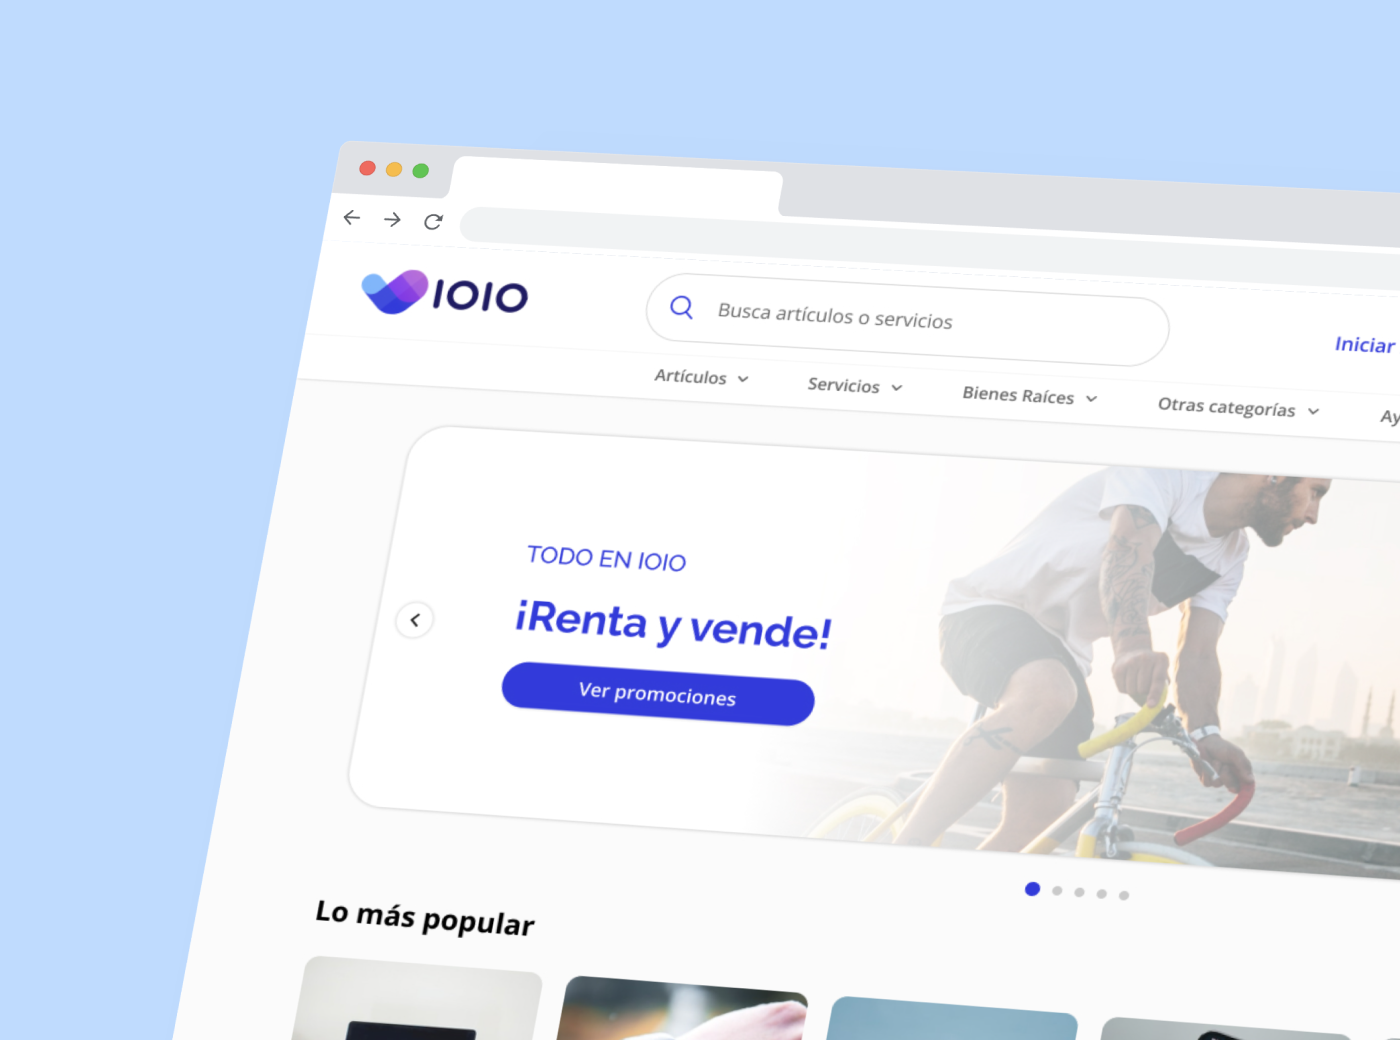 IOIO
Busca artículos o servicios
Iniciar
Artículos
Servicios
Bienes Raíces
Otras categorías
Ay
TODO EN IOIO
¡Renta y vende!
Ver promociones
Lo más popular